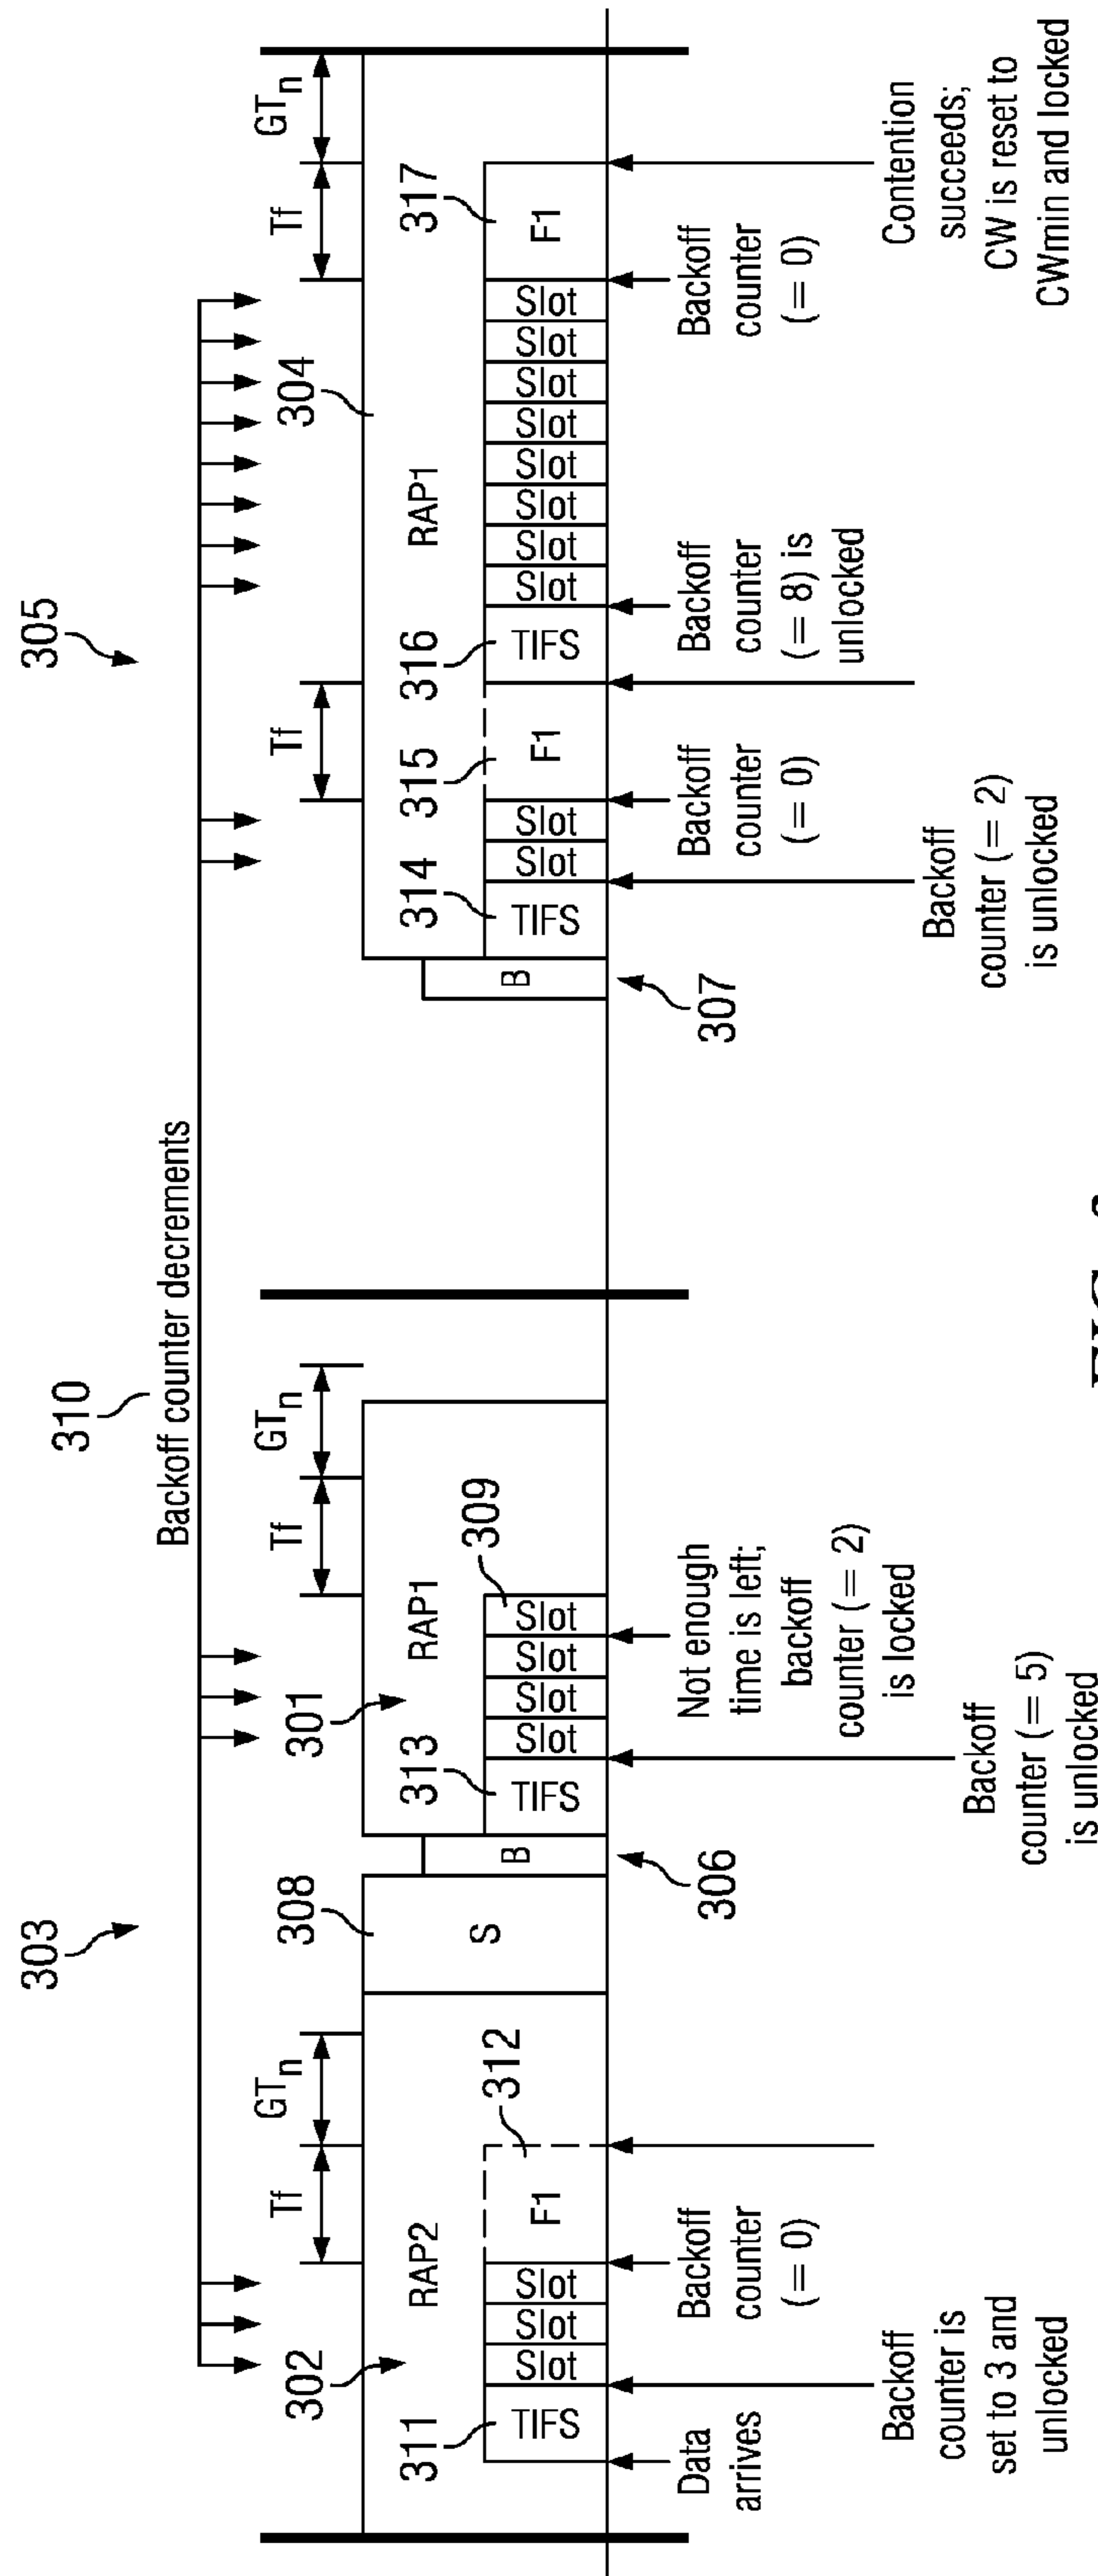 303
305
310
Backoff counter decrements
Tf
GTn
Tf
GTn
Tf
Tf
GTn
302
308
301
304
RAP2
RAP1
RAP1
311
312
313
309
314
315
316
317
TIFS
Slot
Slot
Slot
F1
S
B
TIFS
Slot
Slot
Slot
Slot
B
TIFS
Slot
Slot
F1
TIFS
Slot
Slot
Slot
Slot
Slot
Slot
Slot
Slot
F1
306
307
Data
arrives
Backoff
counter is
set to 3 and
unlocked
Backoff
counter
(= 0)
Backoff
counter (= 5)
is unlocked
Not enough
time is left;
backoff
counter (= 2)
is locked
Backoff
counter (= 2)
is unlocked
Backoff
counter
(= 0)
Backoff
counter
(= 8) is
unlocked
Backoff
counter
(= 0)
Contention
succeeds;
CW is reset to
CWmin and locked